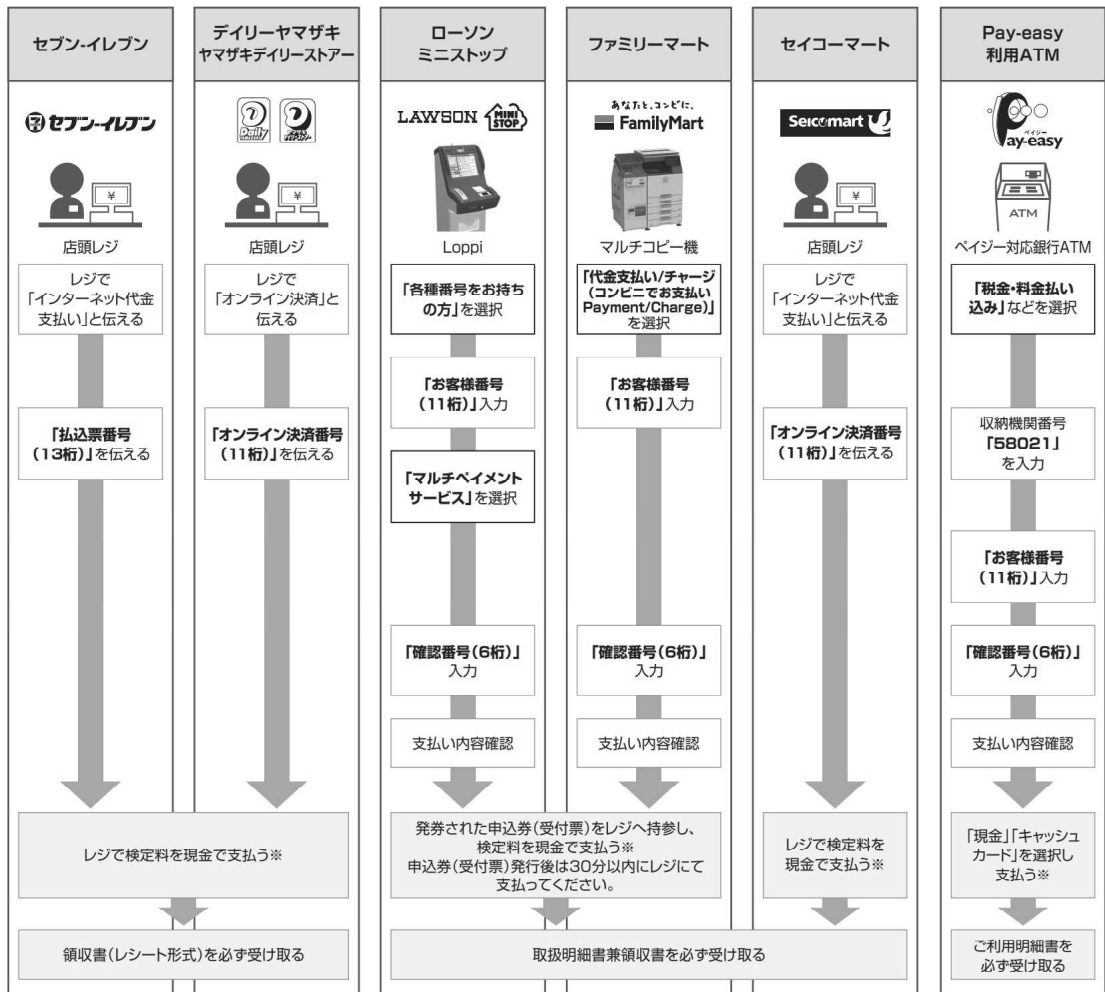 セブン-イレブン
デイリーヤマザキ
ヤマザキデイリーストアー
ローソン
ミニストップ
ファミリーマート
セイコーマート
Pay-easy
利用ATM
セブン-イレブン
Daily
LAWSON
MINI
STOP
あなたと、コンビに、
FamilyMart
Seicomart
ペイジー
Pay-easy
¥
¥
¥
ATM
店頭レジ
店頭レジ
Loppi
マルチコピー機
店頭レジ
ペイジー対応銀行ATM
レジで
「インターネット代金
支払い」と伝える
「払込票番号
(13桁)」を伝える
レジで
「オンライン決済」と
伝える
「オンライン決済番号
(11桁)」を伝える
「各種番号をお持ち
の方」を選択
「お客様番号
(11桁)」入力
「マルチペイメント
サービス」を選択
「確認番号(6桁)」
入力
支払い内容確認
「代金支払い/チャージ
(コンビニでお支払い
Payment/Charge)」
を選択
「お客様番号
(11桁)」入力
「確認番号(6桁)」
入力
支払い内容確認
レジで
「インターネット代金
支払い」と伝える
「オンライン決済番号
(11桁)」を伝える
「税金・料金払い
込み」などを選択
収納機関番号
「58021」
を入力
「お客様番号
(11桁)」入力
「確認番号(6桁)」
入力
支払い内容確認
レジで検定料を現金で支払う※
発券された申込券(受付票)をレジへ持参し、
検定料を現金で支払う※
申込券(受付票)発行後は30分以内にレジにて
支払ってください。
レジで検定料を
現金で支払う※
「現金」「キャッシュ
カード」を選択し
支払う※
領収書(レシート形式)を必ず受け取る
取扱明細書兼領収書を必ず受け取る
ご利用明細書を
必ず受け取る